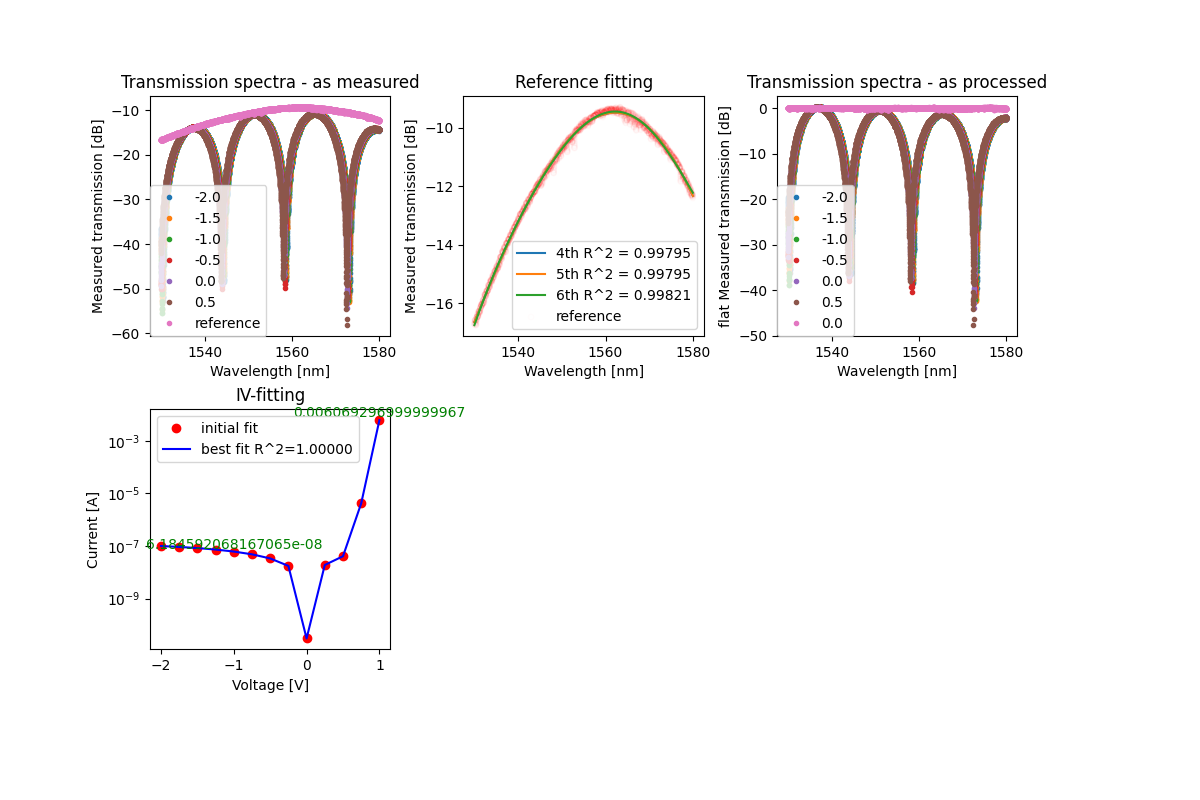 Transmission spectra - as measured
Measured transmission [dB]
−10
−20
−30
−40
−50
−60
-2.0
-1.5
-1.0
-0.5
0.0
0.5
reference
1540
1560
1580
Wavelength [nm]
Reference fitting
Measured transmission [dB]
−10
−12
−14
−16
4th R^2 = 0.99795
5th R^2 = 0.99795
6th R^2 = 0.99821
reference
1540
1560
1580
Wavelength [nm]
Transmission spectra - as processed
flat Measured transmission [dB]
0
−10
−20
−30
−40
−50
-2.0
-1.5
-1.0
-0.5
0.0
0.5
0.0
1540
1560
1580
Wavelength [nm]
IV-fitting
0.006069296999999967
initial fit
best fit R^2=1.00000
Current [A]
10−3
10−5
10−7
10−9
6.184592068167065e-08
−2
−1
0
1
Voltage [V]